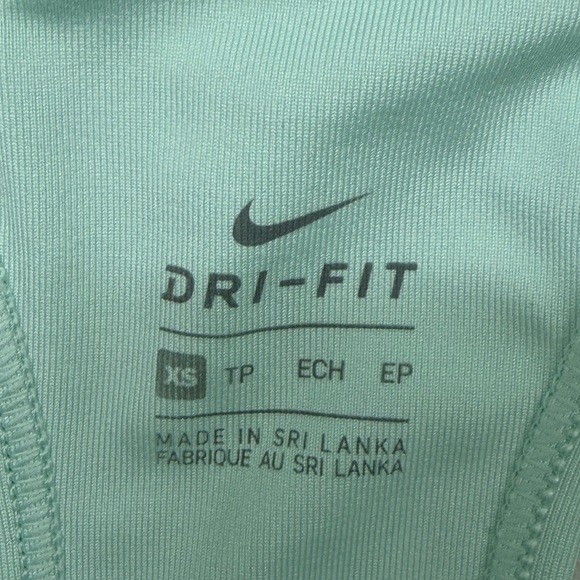 DRI-FIT
XS TP ECH EP
MADE IN SRI LANKA
FABRIQUE AU SRI LANKA